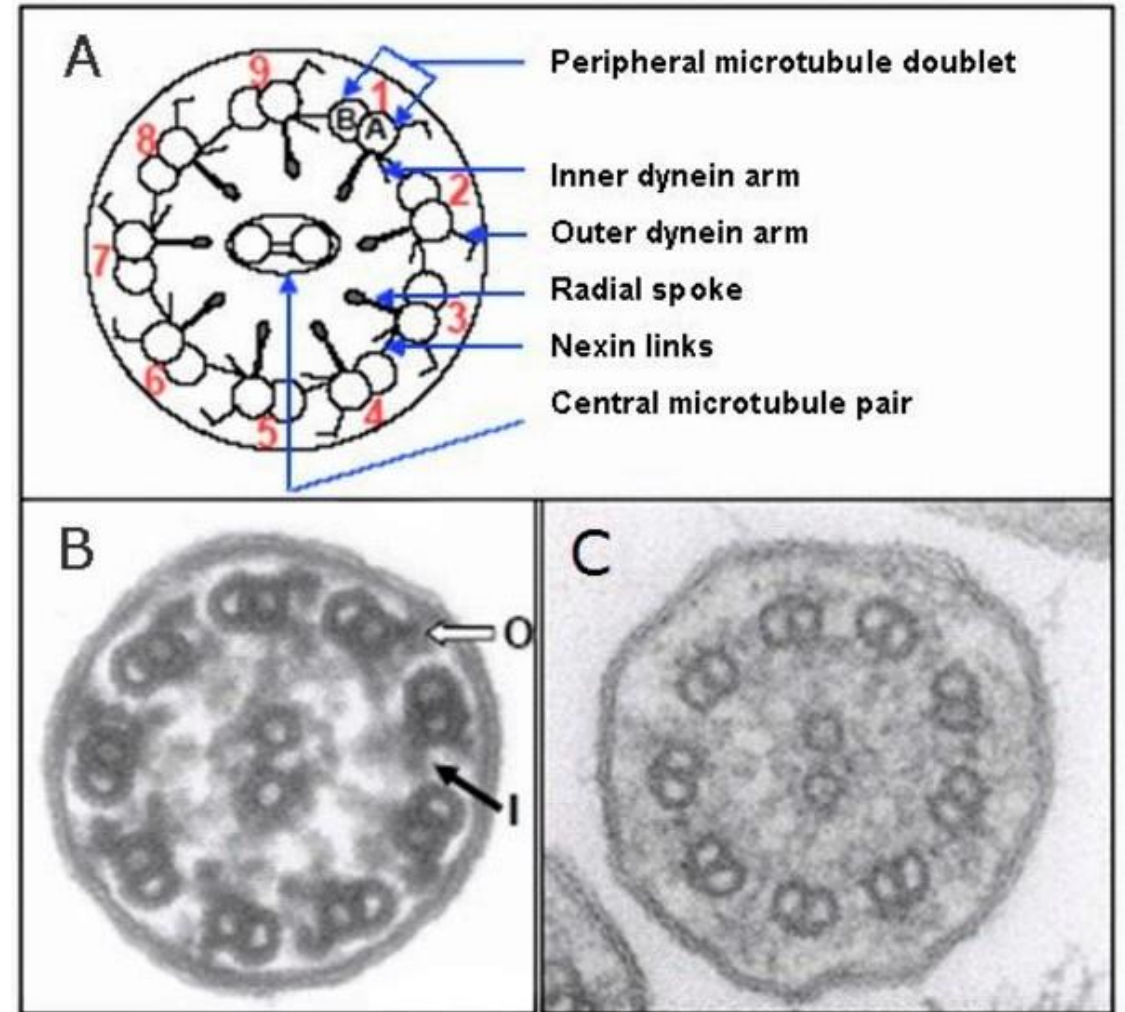 A
Peripheral microtubule doublet
Inner dynein arm
Outer dynein arm
Radial spoke
Nexin links
Central microtubule pair
9
1
B
A
8
2
7
3
6
5
4
B
O
I
C